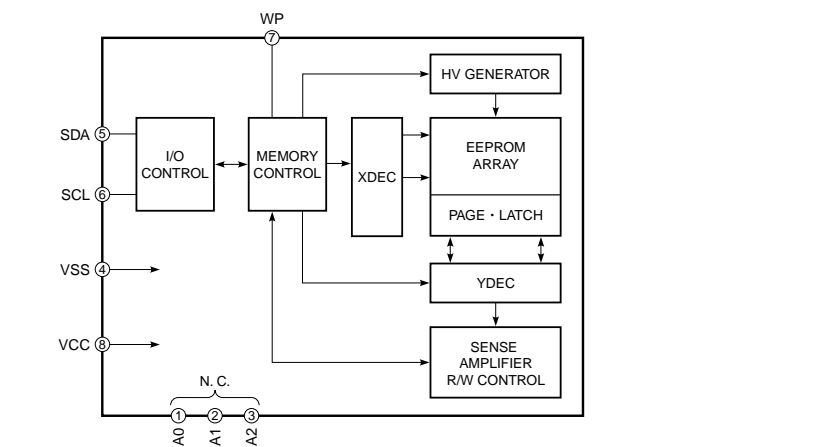 WP
7
HV GENERATOR
SDA 5
I/O
CONTROL
MEMORY
CONTROL
XDEC
EEPROM
ARRAY
SCL 6
PAGE・LATCH
VSS 4
YDEC
VCC 8
SENSE
AMPLIFIER
R/W CONTROL
N. C.
1 2 3
A0 A1 A2